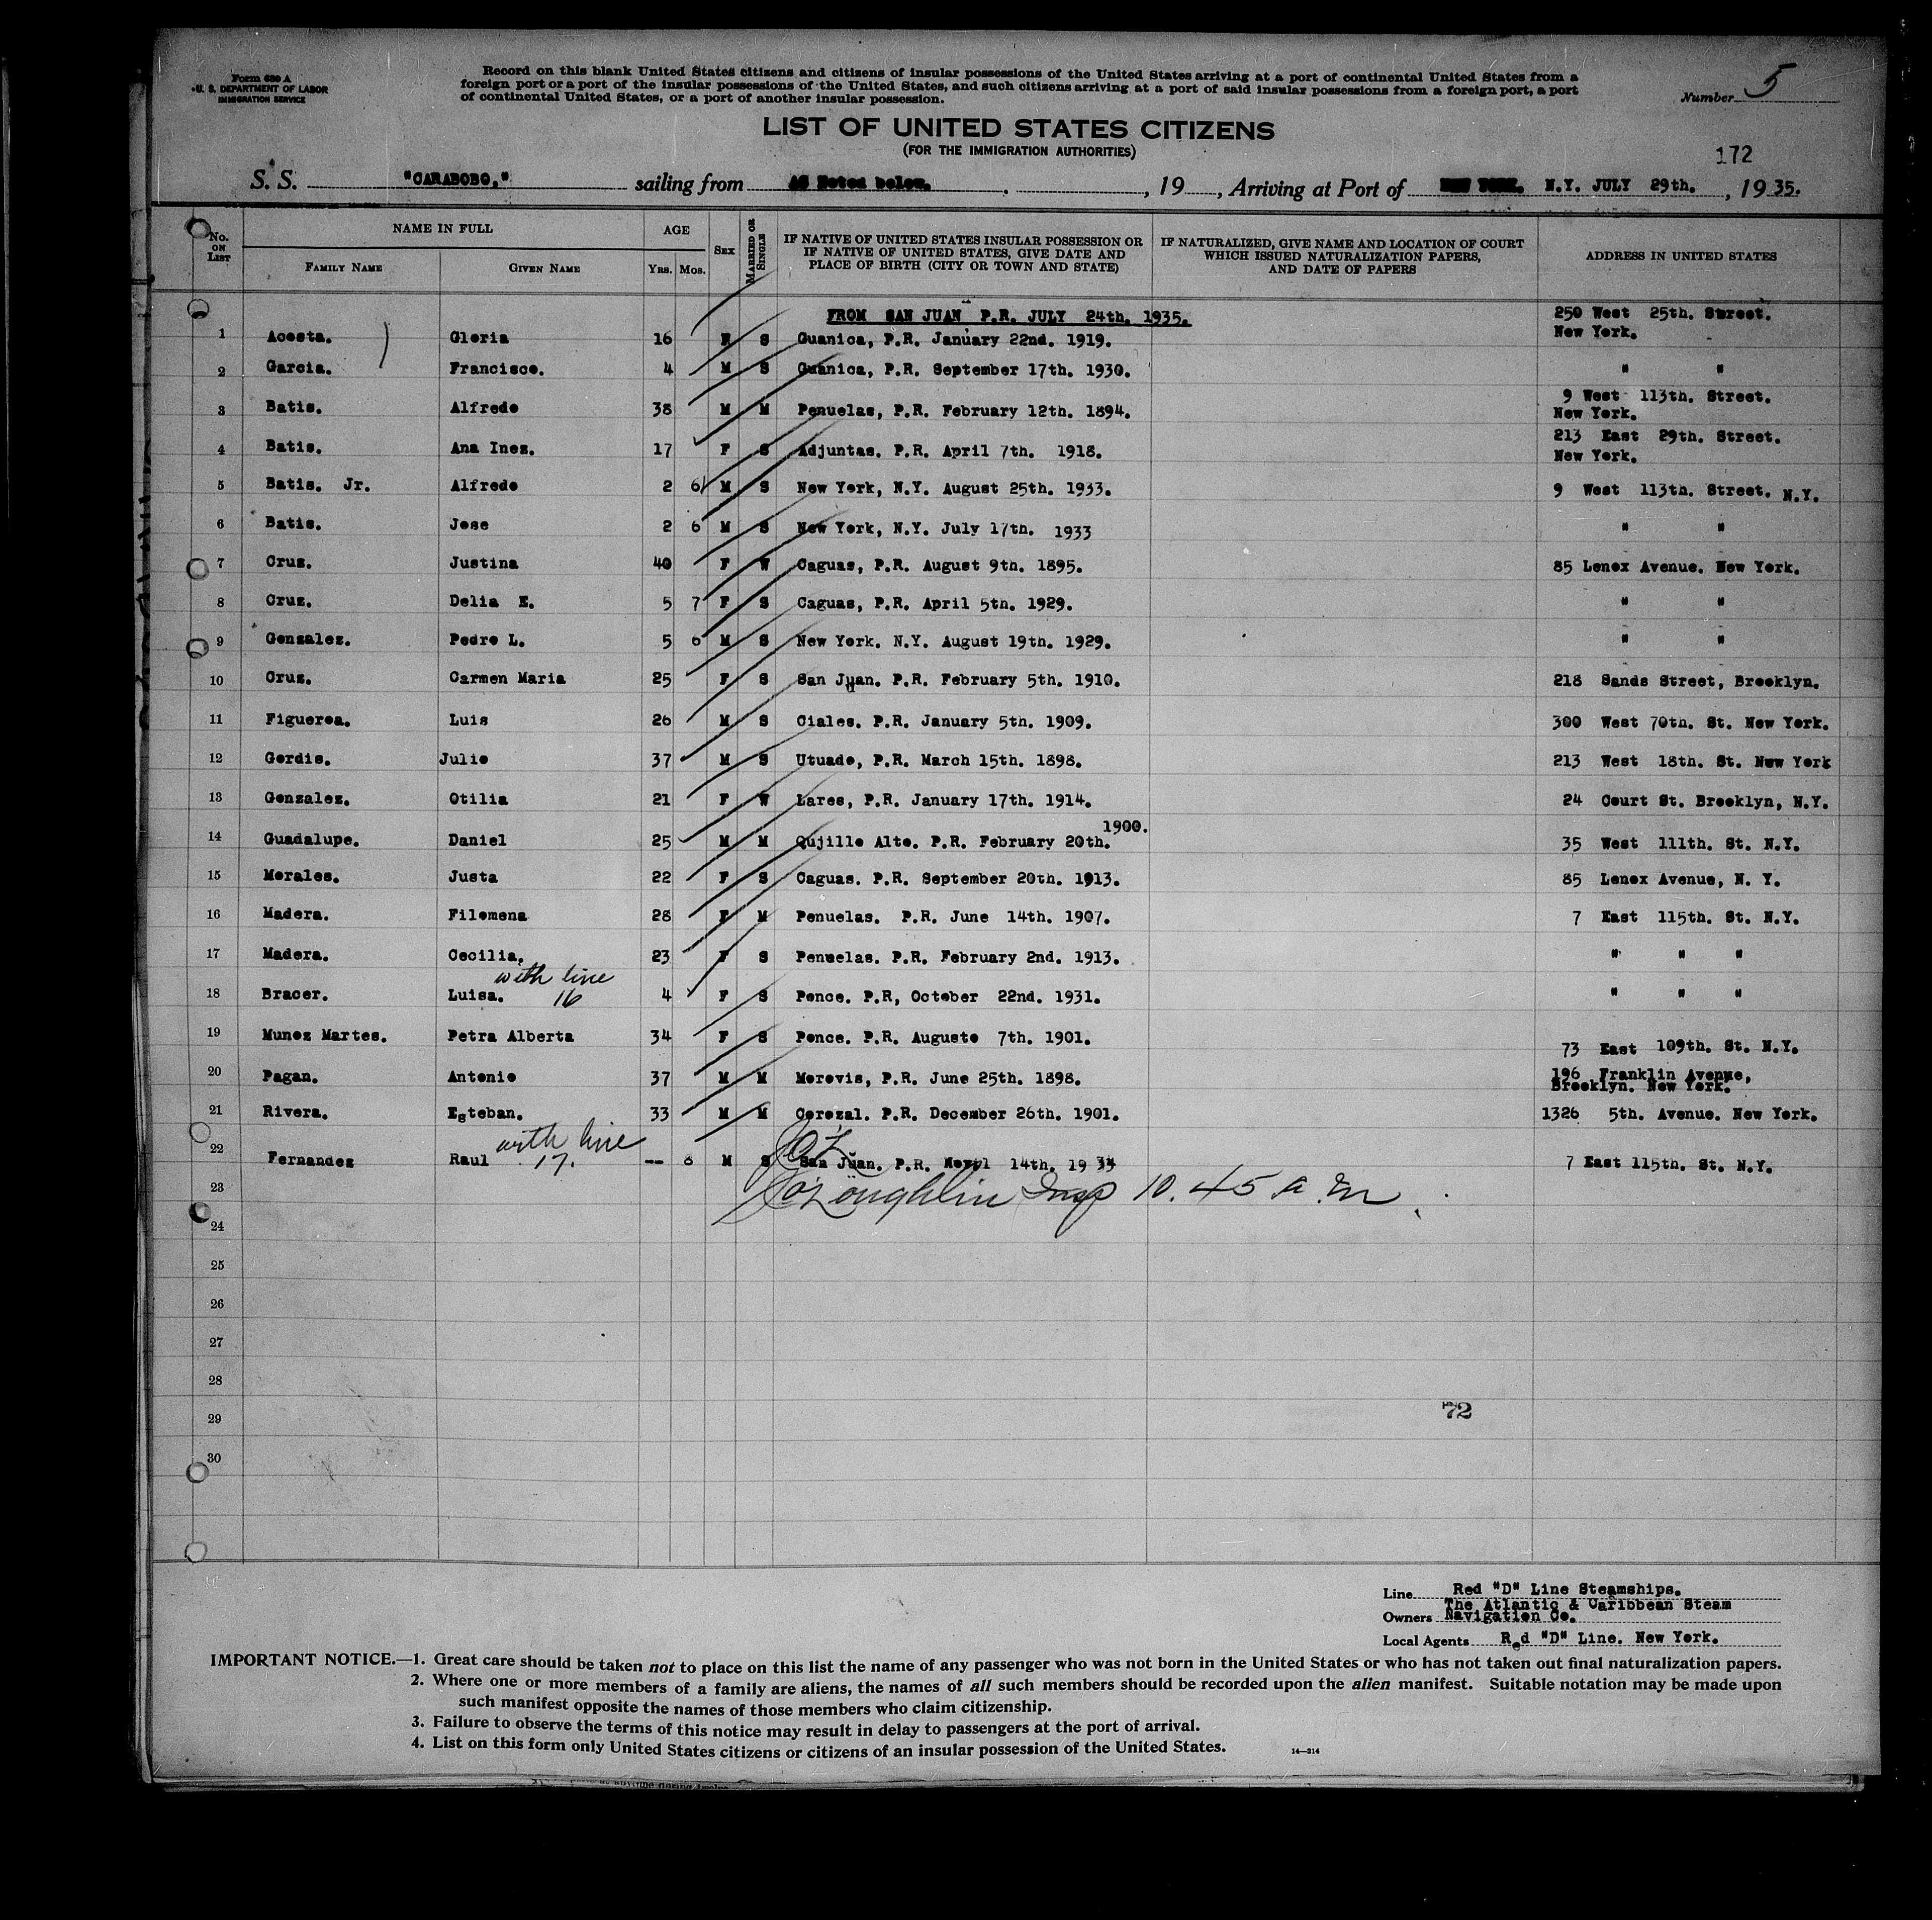 Form 630 A
U. S. DEPARTMENT OF LABOR
IMMIGRATION SERVICE
Record on this blank United States citizens and citizens of insular possessions of the United States arriving at a port of continental United States from a
foreign port or a port of the insular possessions of the United States, and such citizens arriving at a port of said insular possessions from a foreign port, a port
of continental United States, or a port of another insular possession.
Number 5
LIST OF UNITED STATES CITIZENS
(FOR THE IMMIGRATION AUTHORITIES)
172
S. S. "CARABOBO," sailing from As Noted below. , 19 , Arriving at Port of NEW YORK. N.Y. JULY 29th. , 1935.
No. ON LIST NAME IN FULL FAMILY NAME GIVEN NAME AGE YRS. MOS. SEX MARRIED OR SINGLE IF NATIVE OF UNITED STATES INSULAR POSSESSION OR IF NATIVE OF UNITED STATES, GIVE DATE AND PLACE OF BIRTH (CITY OR TOWN AND STATE) IF NATURALIZED, GIVE NAME AND LOCATION OF COURT WHICH ISSUED NATURALIZATION PAPERS, AND DATE OF PAPERS ADDRESS IN UNITED STATES
FROM SAN JUAN P.R. JULY 24th. 1935.
1 Acosta. Gloria 16 S Guanica, P.R. January 22nd. 1919. 250 West 25th. Street. New York.
2 Garcia. Francisco. 4 M S Guanica, P.R. September 17th. 1930. " "
3 Batis. Alfredo 38 M M Penuelas, P.R. February 12th. 1894. 9 West 113th. Street. New York.
4 Batis. Ana Inez. 17 F S Adjuntas. P.R. April 7th. 1918. 213 East 29th. Street. New York.
5 Batis. Jr. Alfredo 2 6 M S New York, N.Y. August 25th. 1933. 9 West 113th. Street. N.Y.
6 Batis. Jose 2 6 M S New York, N.Y. July 17th. 1933 " "
7 Cruz. Justina 40 F W Caguas, P.R. August 9th. 1895. 85 Lenox Avenue. New York.
8 Cruz. Delia E. 5 7 F S Caguas, P.R. April 5th. 1929. " "
9 Gonzalez. Pedro L. 5 6 M S New York. N.Y. August 19th. 1929. " "
10 Cruz. Carmen Maria 25 F S San Juan. P.R. February 5th. 1910. 218 Sands Street, Brooklyn.
11 Figueroa. Luis 26 M S Ciales. P.R. January 5th. 1909. 300 West 70th. St. New York.
12 Gordis. Julio 37 M S Utuado, P.R. March 15th. 1898. 213 West 18th. St. New York
13 Gonzalez. Otilia 21 F W Lares, P.R. January 17th. 1914. 24 Court St. Brooklyn, N.Y.
14 Guadalupe. Daniel 25 M M Qujillo Alto. P.R. February 20th. 1900. 35 West 111th. St. N.Y.
15 Morales. Justa 22 F S Caguas. P.R. September 20th. 1913. 85 Lenox Avenue, N. Y.
16 Madera. Filomena 28 F M Penuelas. P.R. June 14th. 1907. 7 East 115th. St. N.Y.
17 Madera. Cecilia. 23 F S Penuelas. P.R. February 2nd. 1913. " " "
with line
18 Bracer. Luisa. 16 4 F S Ponce. P.R, October 22nd. 1931. " " "
19 Munoz Martes. Petra Alberta 34 F S Ponce. P.R. Augusto 7th. 1901. 73 East 109th. St. N.Y.
20 Pagan. Antonio 37 M M Morovis, P.R. June 25th. 1898. 196 Franklin Avenue, Brooklyn. New York.
21 Rivera. Esteban. 33 M M Corozal. P.R. December 26th. 1901. 1326 5th. Avenue. New York.
with line
22 Fernandez Raul 17. -- 8 M S San Juan. P.R. 14th. 1934 7 East 115th. St. N.Y.
23 O'Loughlin Insp 10.45 a.m.
24
25
26
27
28
29 72
30
Line Red "D" Line Steamships.
Owners The Atlantic & Caribbean Steam Navigation Co.
Local Agents Red "D" Line. New York.
IMPORTANT NOTICE.—1. Great care should be taken not to place on this list the name of any passenger who was not born in the United States or who has not taken out final naturalization papers.
2. Where one or more members of a family are aliens, the names of all such members should be recorded upon the alien manifest. Suitable notation may be made upon
such manifest opposite the names of those members who claim citizenship.
3. Failure to observe the terms of this notice may result in delay to passengers at the port of arrival.
4. List on this form only United States citizens or citizens of an insular possession of the United States.
14—214